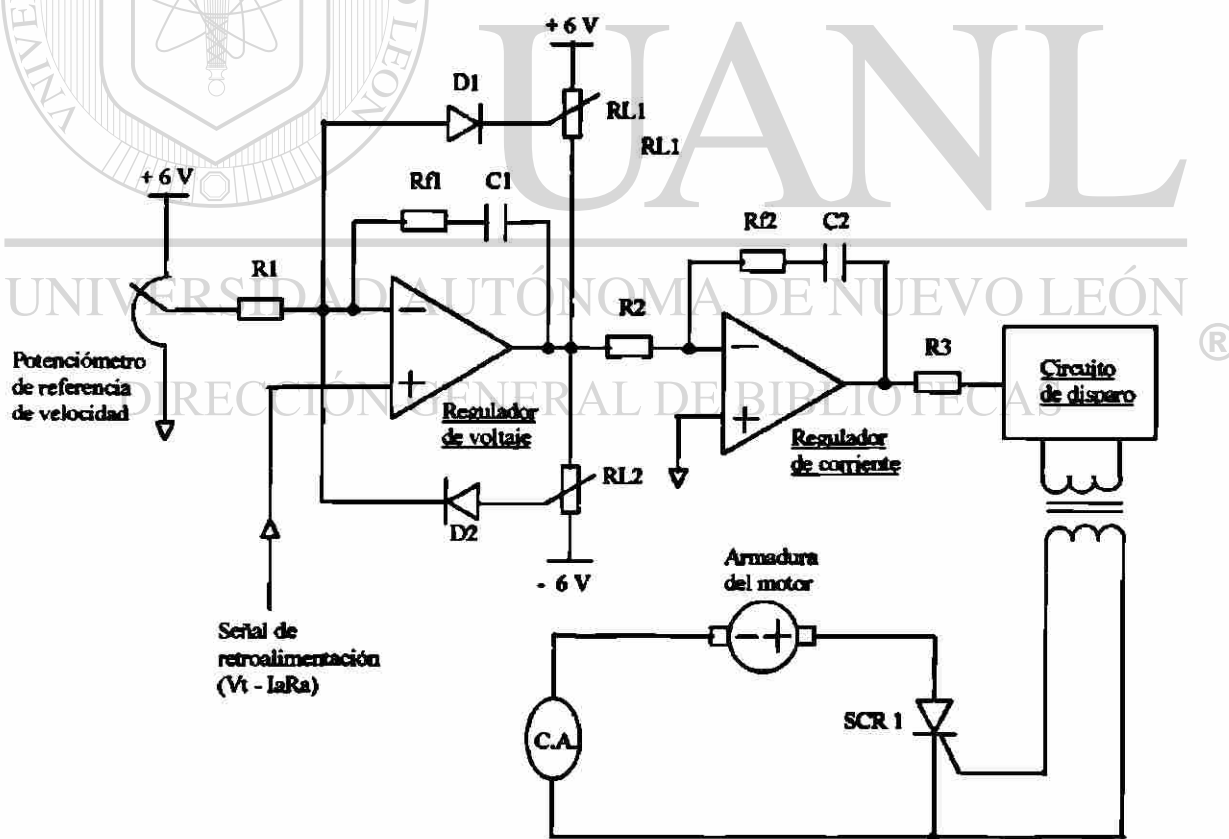 + 6 V
D1
RL1
RL1
UANL
+ 6 V
Rf1
C1
Rf2
C2
R1
R2
R3
UNIVERSIDAD AUTÓNOMA DE NUEVO LEÓN
®
Potenciómetro
de referencia
de velocidad
DIRECCIÓN GENERAL DE BIBLIOTECAS
Regulador
de voltaje
Regulador
de corriente
Circuito
de disparo
RL2
D2
- 6 V
Armadura
del motor
Señal de
retroalimentación
(Vt - IaRa)
SCR 1
C.A.